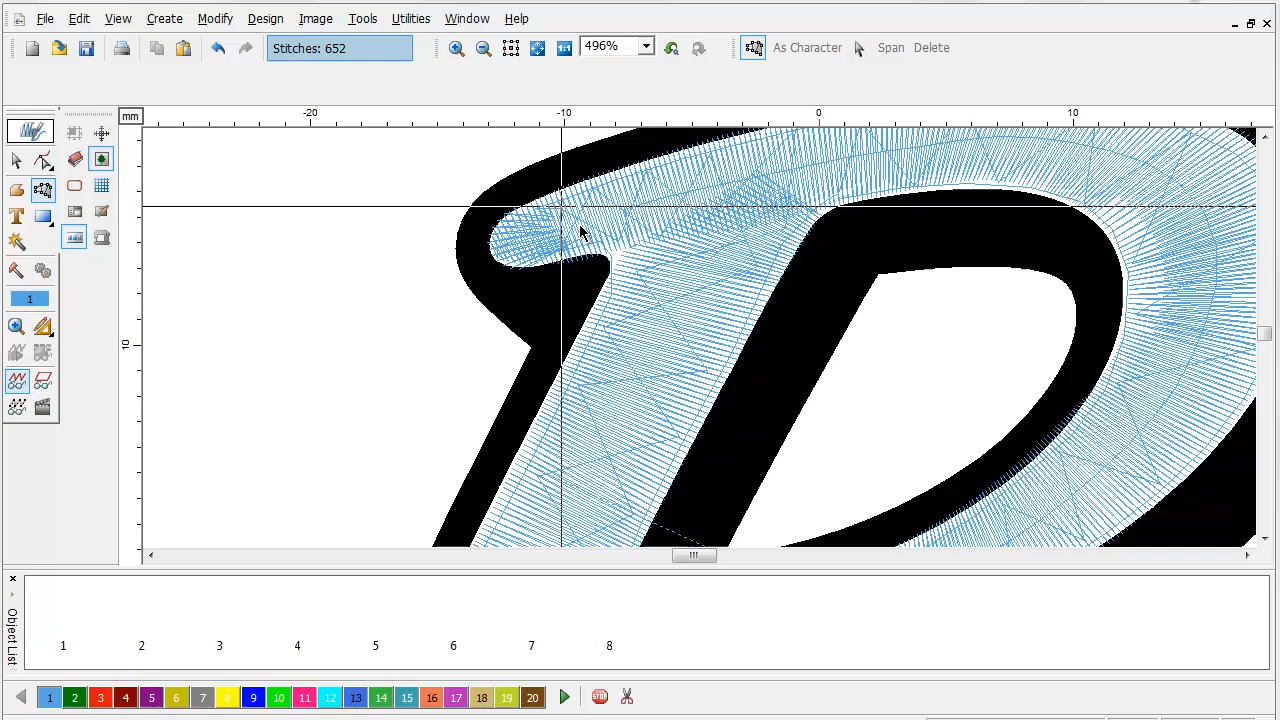 File Edit View Create Modify Design Image Tools Utilities Window Help
Stitches: 652 496% As Character Span Delete
mm -20 -10 0 10
10
1
Object List
1 2 3 4 5 6 7 8
1 2 3 4 5 6 7 8 9 10 11 12 13 14 15 16 17 18 19 20